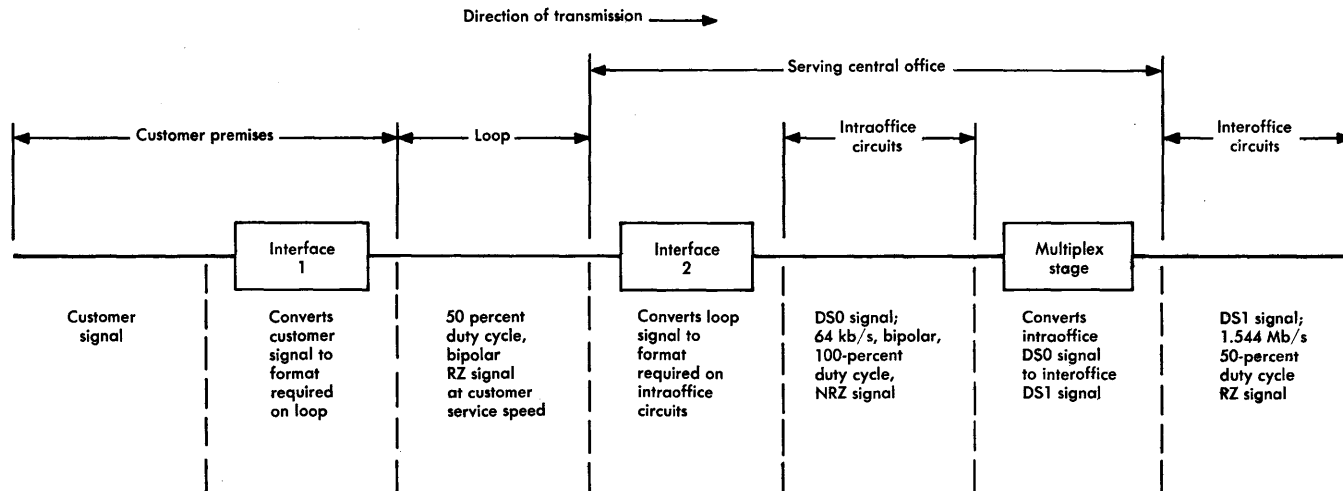 Direction of transmission
Serving central office
Customer premises
Loop
Intraoffice
circuits
Interoffice
circuits
Interface
1
Interface
2
Multiplex
stage
Customer
signal
Converts
customer
signal to
format
required
on loop
50 percent
duty cycle,
bipolar
RZ signal
at customer
service speed
Converts loop
signal to
format
required on
intraoffice
circuits
DS0 signal;
64 kb/s, bipolar,
100-percent
duty cycle,
NRZ signal
Converts
intraoffice
DS0 signal
to interoffice
DS1 signal
DS1 signal;
1.544 Mb/s
50-percent
duty cycle
RZ signal